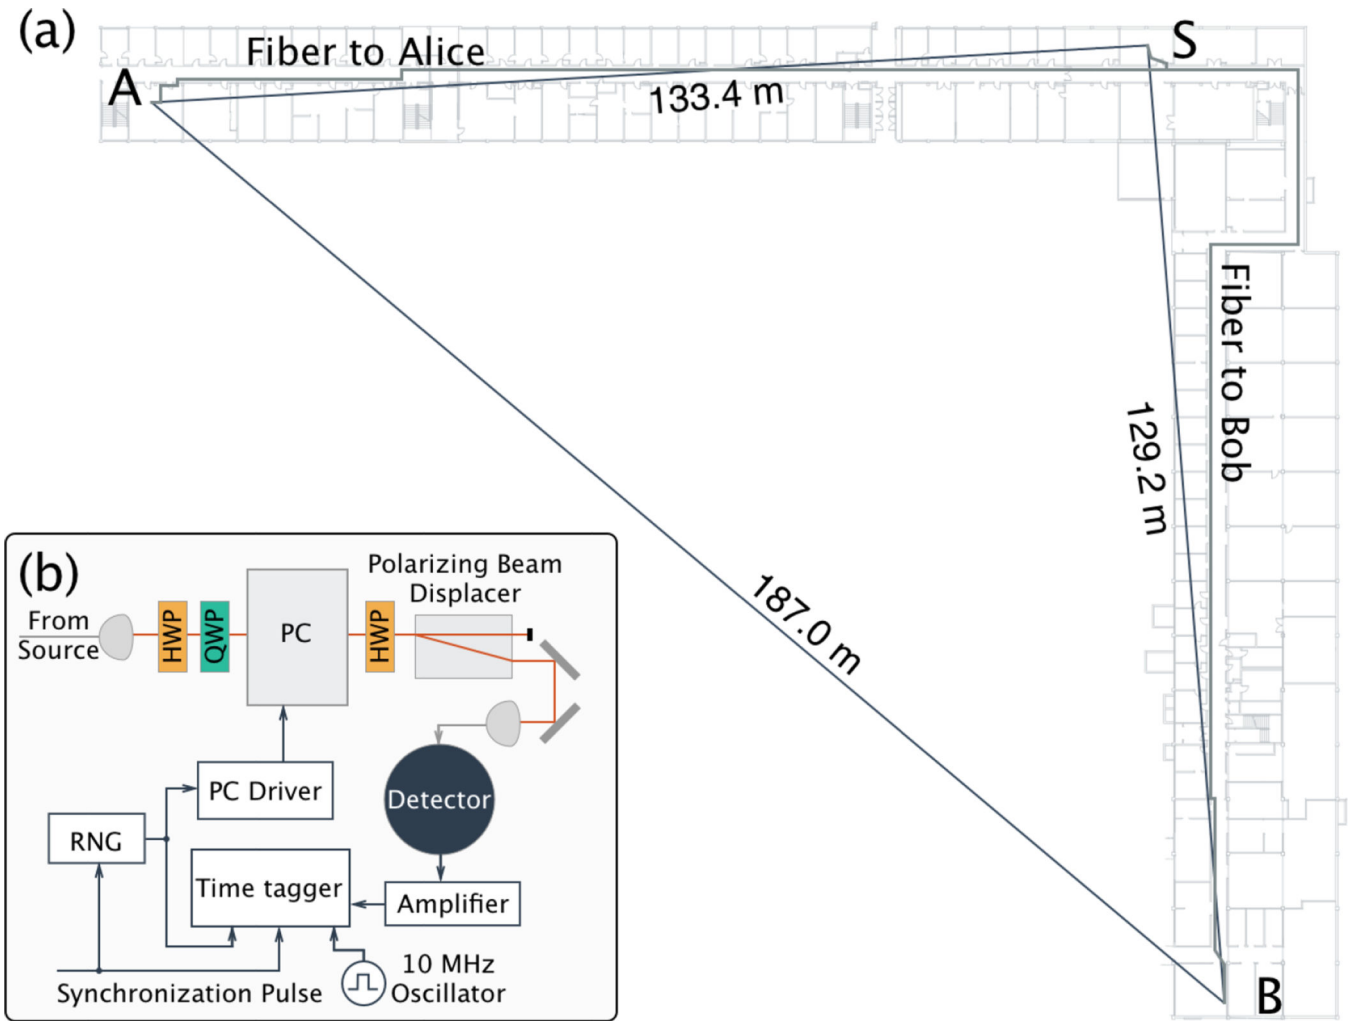 (a)
Fiber to Alice
S
A
133.4 m
Fiber to Bob
129.2 m
187.0 m
B
(b)
From
Source
HWP
QWP
PC
HWP
Polarizing Beam
Displacer
PC Driver
Detector
RNG
Time tagger
Amplifier
10 MHz
Oscillator
Synchronization Pulse